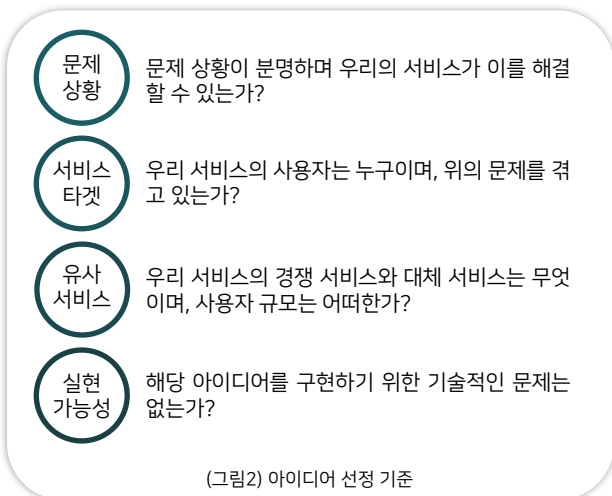 문제
상황
문제 상황이 분명하며 우리의 서비스가 이를 해결
할 수 있는가?
서비스
타겟
우리 서비스의 사용자는 누구이며, 위의 문제를 겪
고 있는가?
유사
서비스
우리 서비스의 경쟁 서비스와 대체 서비스는 무엇
이며, 사용자 규모는 어떠한가?
실현
가능성
해당 아이디어를 구현하기 위한 기술적인 문제는
없는가?
(그림2) 아이디어 선정 기준